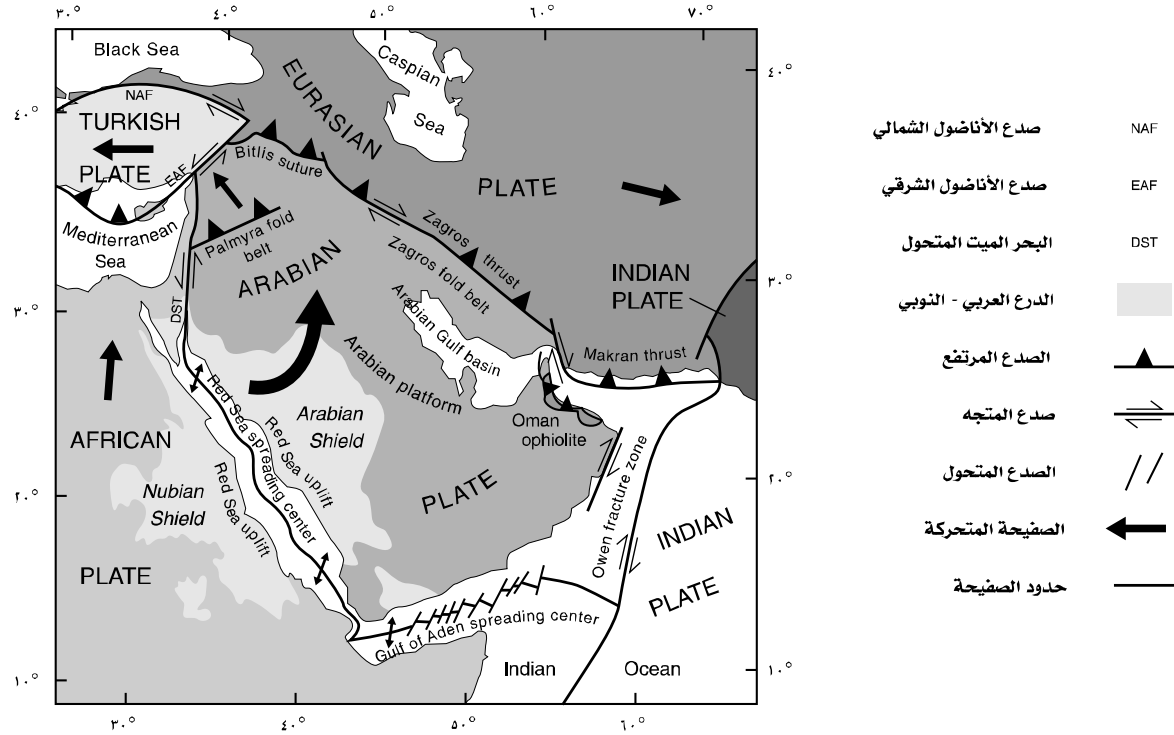 ٣٠°
٤٠°
٥٠°
٦٠°
٧٠°
Black Sea
Caspian
Sea
EURASIAN
PLATE
٤٠°
٤٠°
NAF
TURKISH
PLATE
EAF
Bitlis suture
Mediterranean
Sea
Palmyra fold
belt
Zagros
thrust
Zagros fold belt
ARABIAN
PLATE
INDIAN
PLATE
٣٠°
٣٠°
DST
Arabian Gulf basin
Makran thrust
Arabian platform
Oman
ophiolite
Arabian
Shield
Red Sea spreading center
Red Sea uplift
Red Sea uplift
AFRICAN
PLATE
Nubian
Shield
٢٠°
٢٠°
Owen fracture zone
INDIAN
PLATE
Gulf of Aden spreading center
Indian
Ocean
١٠°
١٠°
٣٠°
٤٠°
٥٠°
٦٠°
صدع الأناضول الشمالي NAF
صدع الأناضول الشرقي EAF
البحر الميت المتحول DST
الدرع العربي - النوبي
الصدع المرتفع
صدع المتجه
الصدع المتحول
الصفيحة المتحركة
حدود الصفيحة